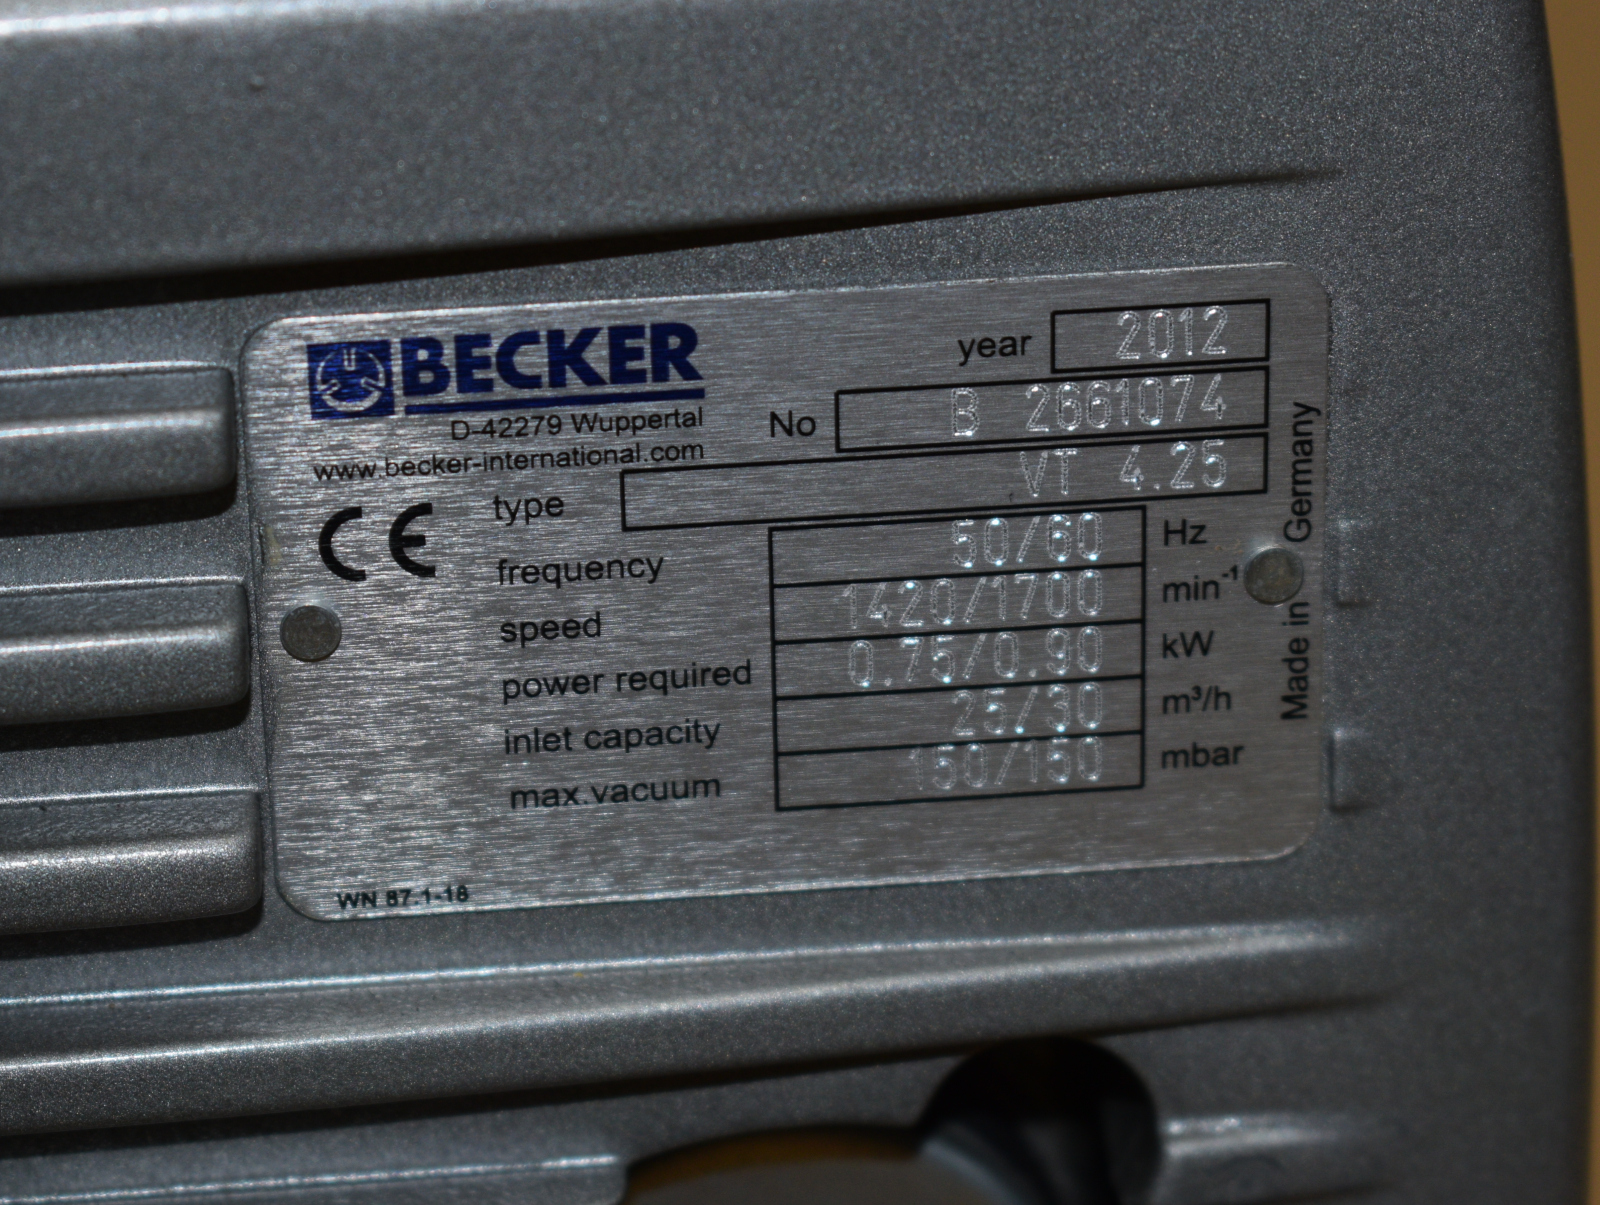 BECKER
D-42279 Wuppertal
www.becker-international.com
year 2012
No B 2661074
type VT 4.25
CE
frequency 50/60 Hz
speed 1420/1700 min⁻¹
power required 0.75/0.90 kW
inlet capacity 25/30 m³/h
max.vacuum 150/150 mbar
Made in Germany
WN 87.1-18